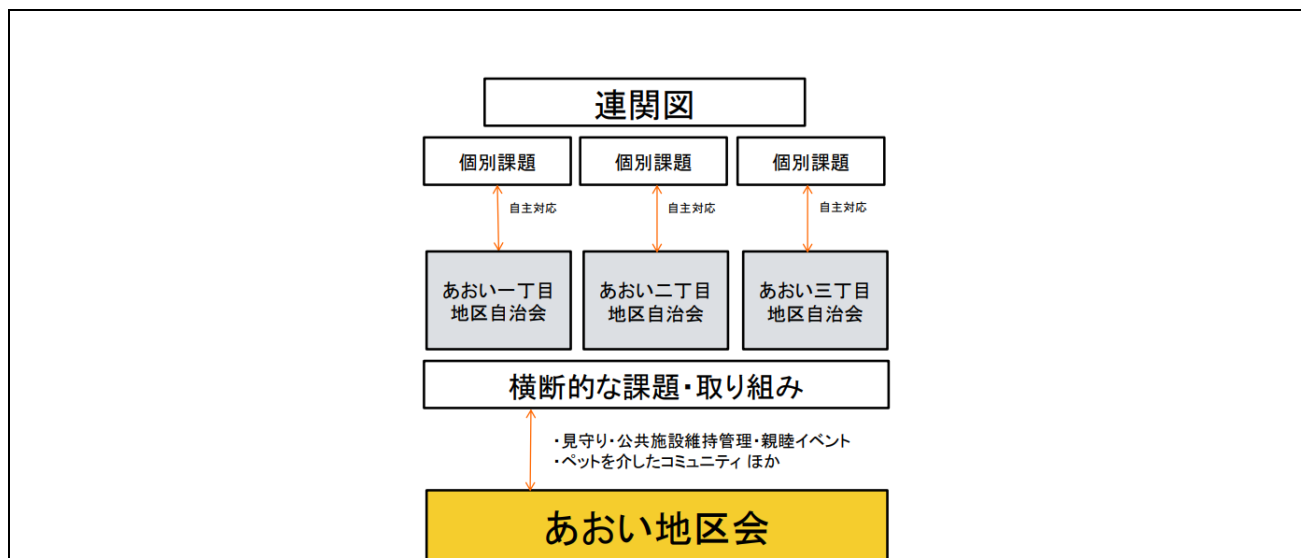 連関図
個別課題
個別課題
個別課題
自主対応
自主対応
自主対応
あおい一丁目
地区自治会
あおい二丁目
地区自治会
あおい三丁目
地区自治会
横断的な課題・取り組み
・見守り・公共施設維持管理・親睦イベント
・ペットを介したコミュニティ ほか
あおい地区会